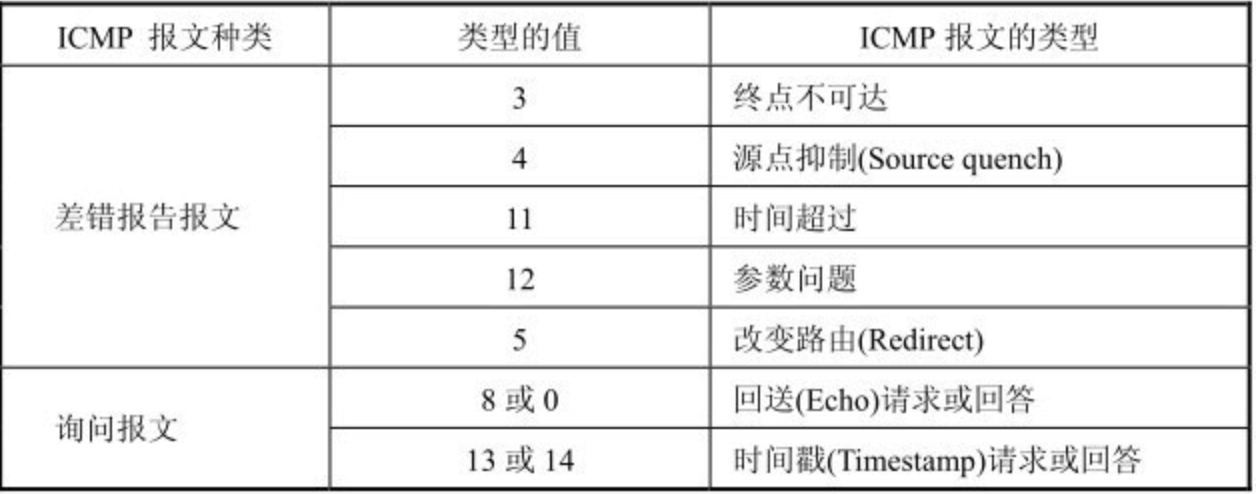 ICMP 报文种类 类型的值 ICMP 报文的类型
差错报告报文 3 终点不可达
4 源点抑制(Source quench)
11 时间超过
12 参数问题
5 改变路由(Redirect)
询问报文 8 或 0 回送(Echo)请求或回答
13 或 14 时间戳(Timestamp)请求或回答